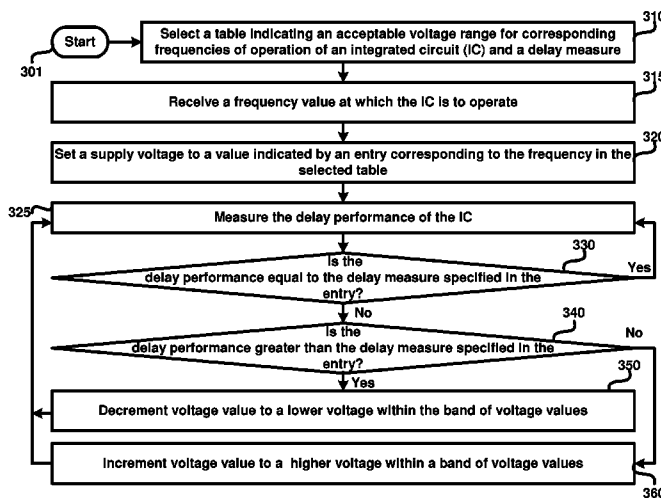 Start
301
Select a table indicating an acceptable voltage range for corresponding
frequencies of operation of an integrated circuit (IC) and a delay measure
310
Receive a frequency value at which the IC is to operate
315
Set a supply voltage to a value indicated by an entry corresponding to the frequency in the
selected table
320
325
Measure the delay performance of the IC
Is the
delay performance equal to the delay measure specified in the
entry?
330
Yes
No
Is the
delay performance greater than the delay measure specified in the
entry?
340
No
Yes
350
Decrement voltage value to a lower voltage within the band of voltage values
Increment voltage value to a higher voltage within a band of voltage values
360